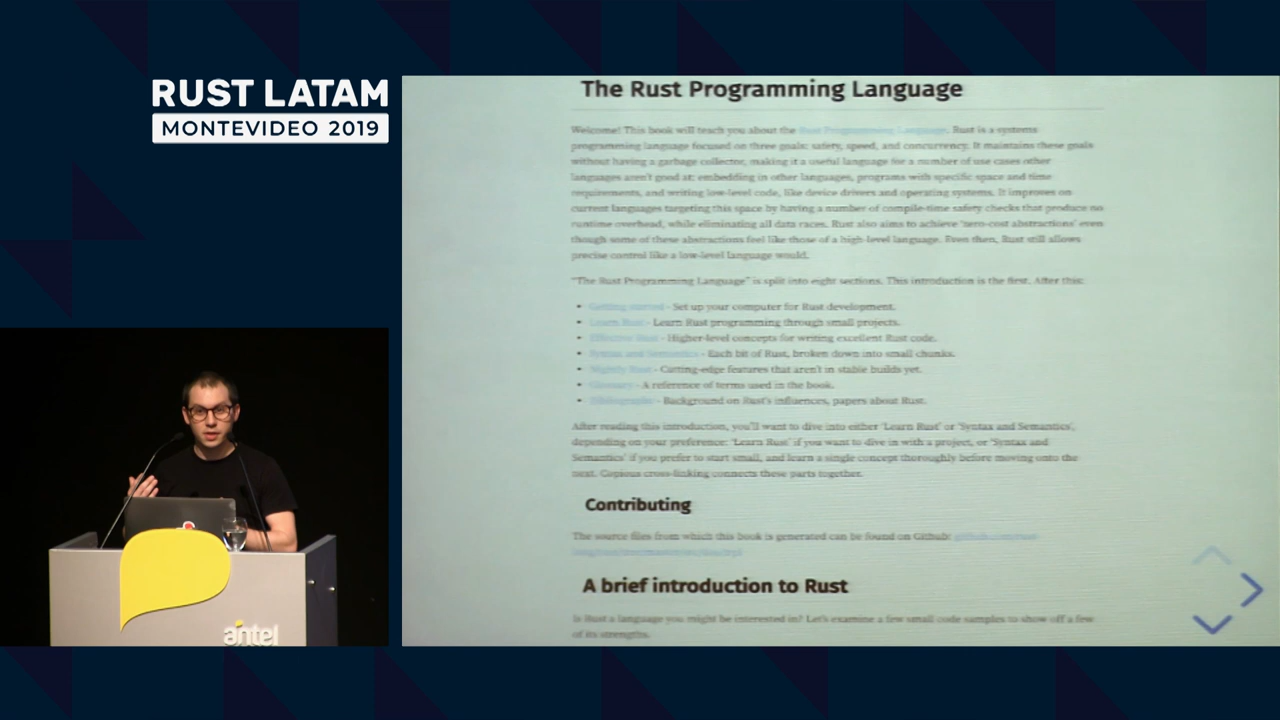 RUST LATAM
MONTEVIDEO 2019
antel
The Rust Programming Language
Welcome! This book will teach you about the Rust Programming Language. Rust is a systems
programming language focused on three goals: safety, speed, and concurrency. It maintains these goals
without having a garbage collector, making it a useful language for a number of use cases other
languages aren't good at: embedding in other languages, programs with specific space and time
requirements, and writing low-level code, like device drivers and operating systems. It improves on
current languages targeting this space by having a number of compile-time safety checks that produce no
runtime overhead, while eliminating all data races. Rust also aims to achieve 'zero-cost abstractions' even
though some of these abstractions feel like those of a high-level language. Even then, Rust still allows
precise control like a low-level language would.
"The Rust Programming Language" is split into eight sections. This introduction is the first. After this:
• Getting started - Set up your computer for Rust development.
• Learn Rust - Learn Rust programming through small projects.
• Effective Rust - Higher-level concepts for writing excellent Rust code.
• Syntax and Semantics - Each bit of Rust, broken down into small chunks.
• Nightly Rust - Cutting-edge features that aren't in stable builds yet.
• Glossary - A reference of terms used in the book.
• Bibliography - Background on Rust's influences, papers about Rust.
After reading this introduction, you'll want to dive into either 'Learn Rust' or 'Syntax and Semantics',
depending on your preference: 'Learn Rust' if you want to dive in with a project, or 'Syntax and
Semantics' if you prefer to start small, and learn a single concept thoroughly before moving onto the
next. Copious cross-linking connects these parts together.
Contributing
The source files from which this book is generated can be found on Github: github.com/rust-
A brief introduction to Rust
Is Rust a language you might be interested in? Let's examine a few small code samples to show off a few
of its strengths.